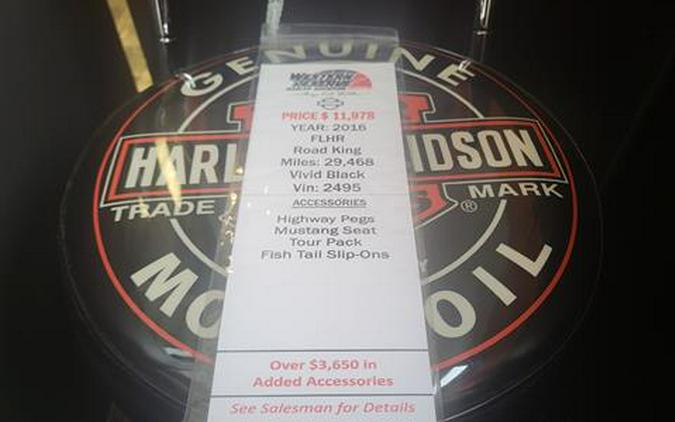 GENUINE
WESTERN
RESERVE
PRICE $ 11,978
YEAR: 2016
FLHR
Road King
Miles: 29,468
Vivid Black
Vin: 2495
ACCESSORIES
Highway Pegs
Mustang Seat
Tour Pack
Fish Tail Slip-Ons
Over $3,650 in
Added Accessories
See Salesman for Details
HARL IDSON
TRADE MARK ®
MO OIL